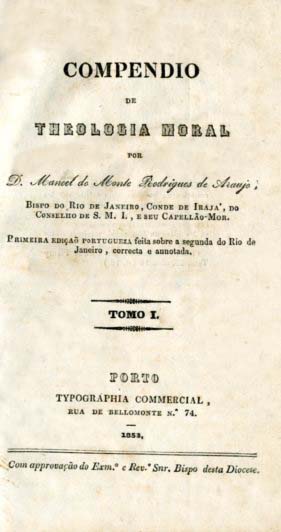 COMPENDIO
DE
THEOLOGIA MORAL
POR
D. Manoel do Monte Rodrigues de Araujo,
BISPO DO RIO DE JANEIRO, CONDE DE IRAJA', DO
CONSELHO DE S. M. I., E SEU CAPELLÃO-MOR.
PRIMEIRA EDIÇAÕ PORTUGUEZA feita sobre a segunda do Rio de
Janeiro, correcta e annotada.
TOMO I.
PORTO
TYPOGRAPHIA COMMERCIAL,
RUA DE BELLOMONTE N.º 74.
1853.
Com approvação do Exm.º e Rev.º Snr. Bispo desta Diocese.